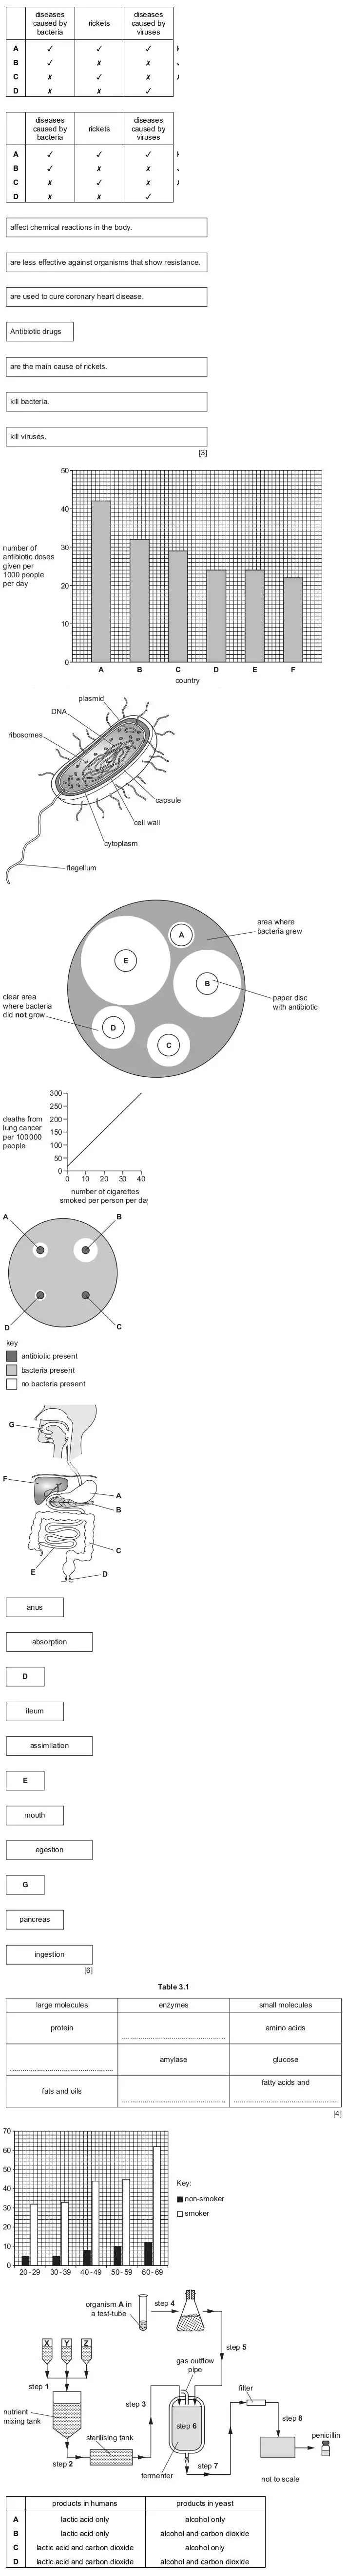 diseases caused by bacteria rickets diseases caused by viruses
A ✓ ✓ ✓
B ✓ ✗ ✗
C ✗ ✓ ✗
D ✗ ✗ ✓
diseases caused by bacteria rickets diseases caused by viruses
A ✓ ✓ ✓
B ✓ ✗ ✗
C ✗ ✓ ✗
D ✗ ✗ ✓
affect chemical reactions in the body.
are less effective against organisms that show resistance.
are used to cure coronary heart disease.
Antibiotic drugs
are the main cause of rickets.
kill bacteria.
kill viruses.
[3]
50
40
number of
antibiotic doses
given per
1000 people
per day
30
20
10
0
A B C D E F
country
plasmid
DNA
ribosomes
capsule
cell wall
cytoplasm
flagellum
A
area where
bacteria grew
E
B
paper disc
with antibiotic
clear area
where bacteria
did not grow
D
C
300
250
200
150
100
50
0
deaths from
lung cancer
per 100 000
people
0 10 20 30 40
number of cigarettes
smoked per person per day
A B
D C
key
antibiotic present
bacteria present
no bacteria present
G
F
A
B
C
E
D
anus
absorption
D
ileum
assimilation
E
mouth
egestion
G
pancreas
ingestion
[6]
Table 3.1
large molecules enzymes small molecules
protein .................................................. amino acids
.................................................. amylase glucose
fats and oils .................................................. fatty acids and
..................................................
[4]
70
60
50
40
30
20
10
0
Key:
non-smoker
smoker
20-29 30-39 40-49 50-59 60-69
organism A in
a test-tube
step 4
step 5
gas outflow
pipe
X Y Z
step 1
nutrient
mixing tank
step 2
sterilising tank
step 3
step 6
fermenter
step 7
filter
step 8
penicillin
not to scale
products in humans products in yeast
A lactic acid only alcohol only
B lactic acid only alcohol and carbon dioxide
C lactic acid and carbon dioxide alcohol only
D lactic acid and carbon dioxide alcohol and carbon dioxide